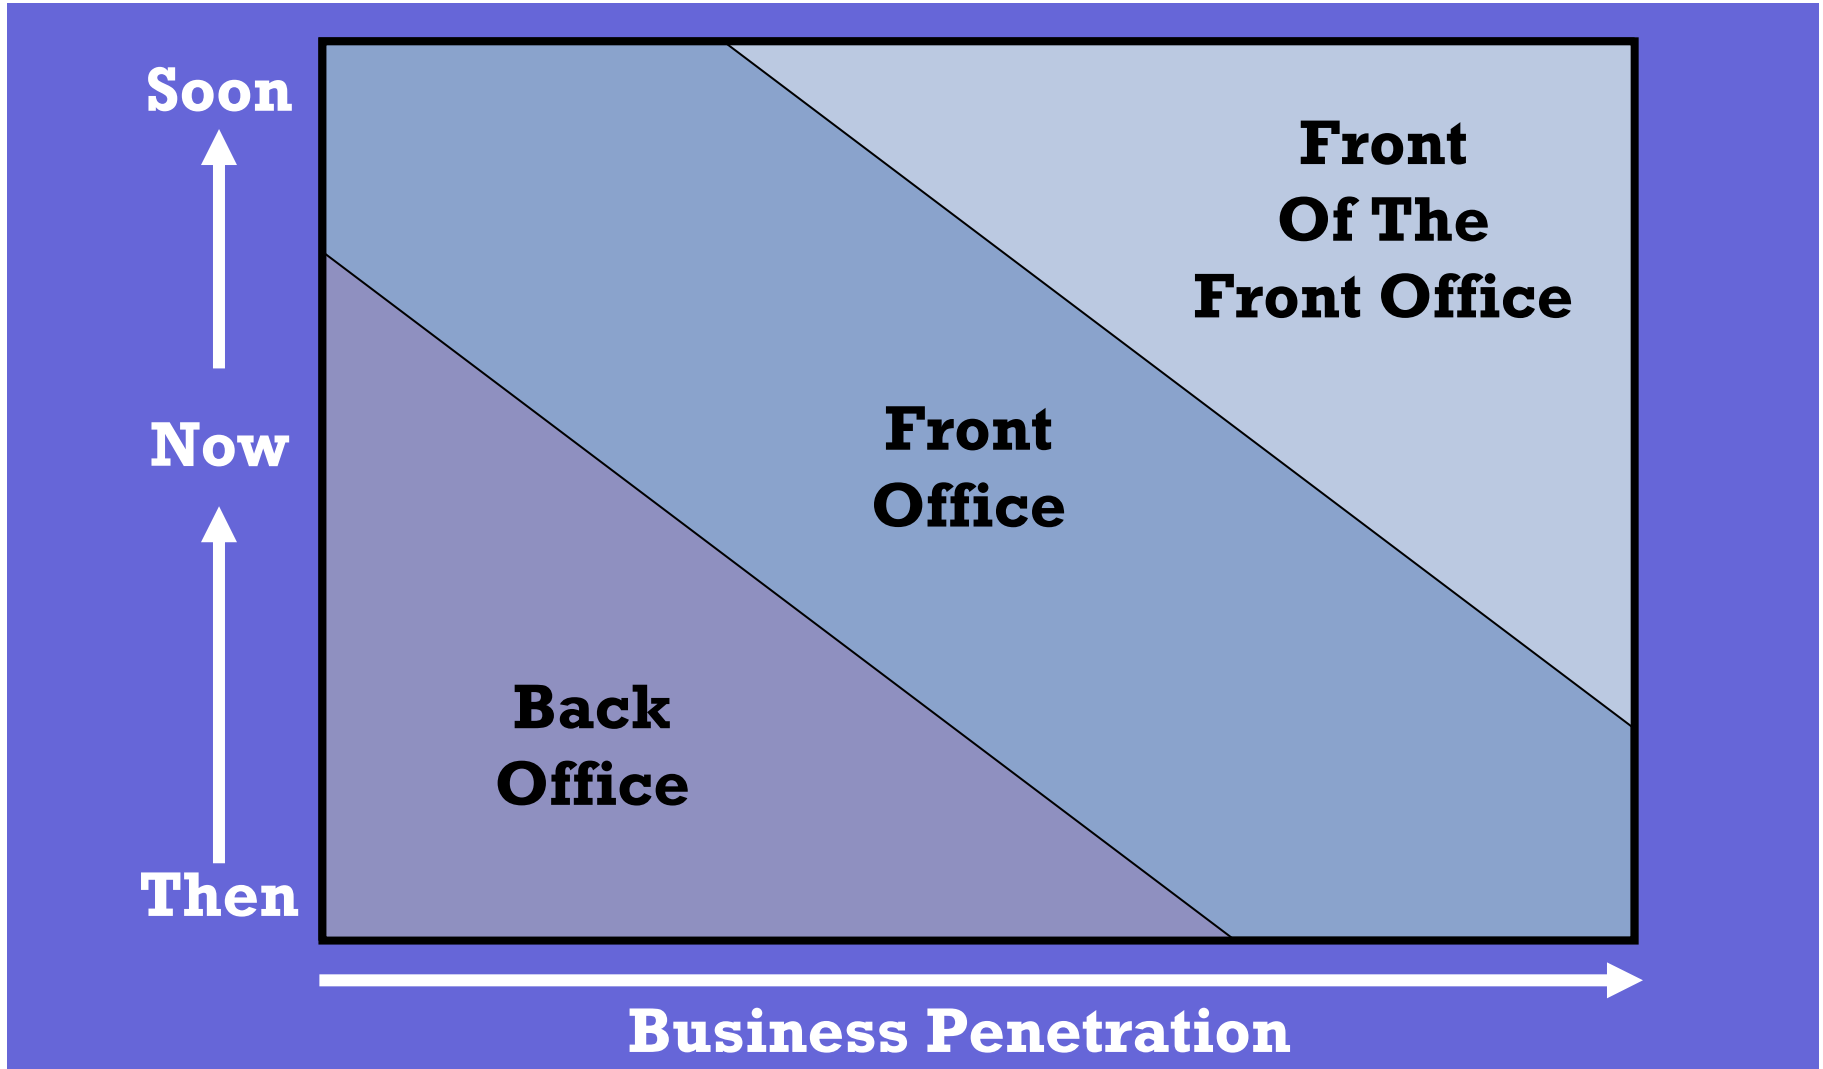 Soon
Now
Then
Front
Of The
Front Office
Front
Office
Back
Office
Business Penetration